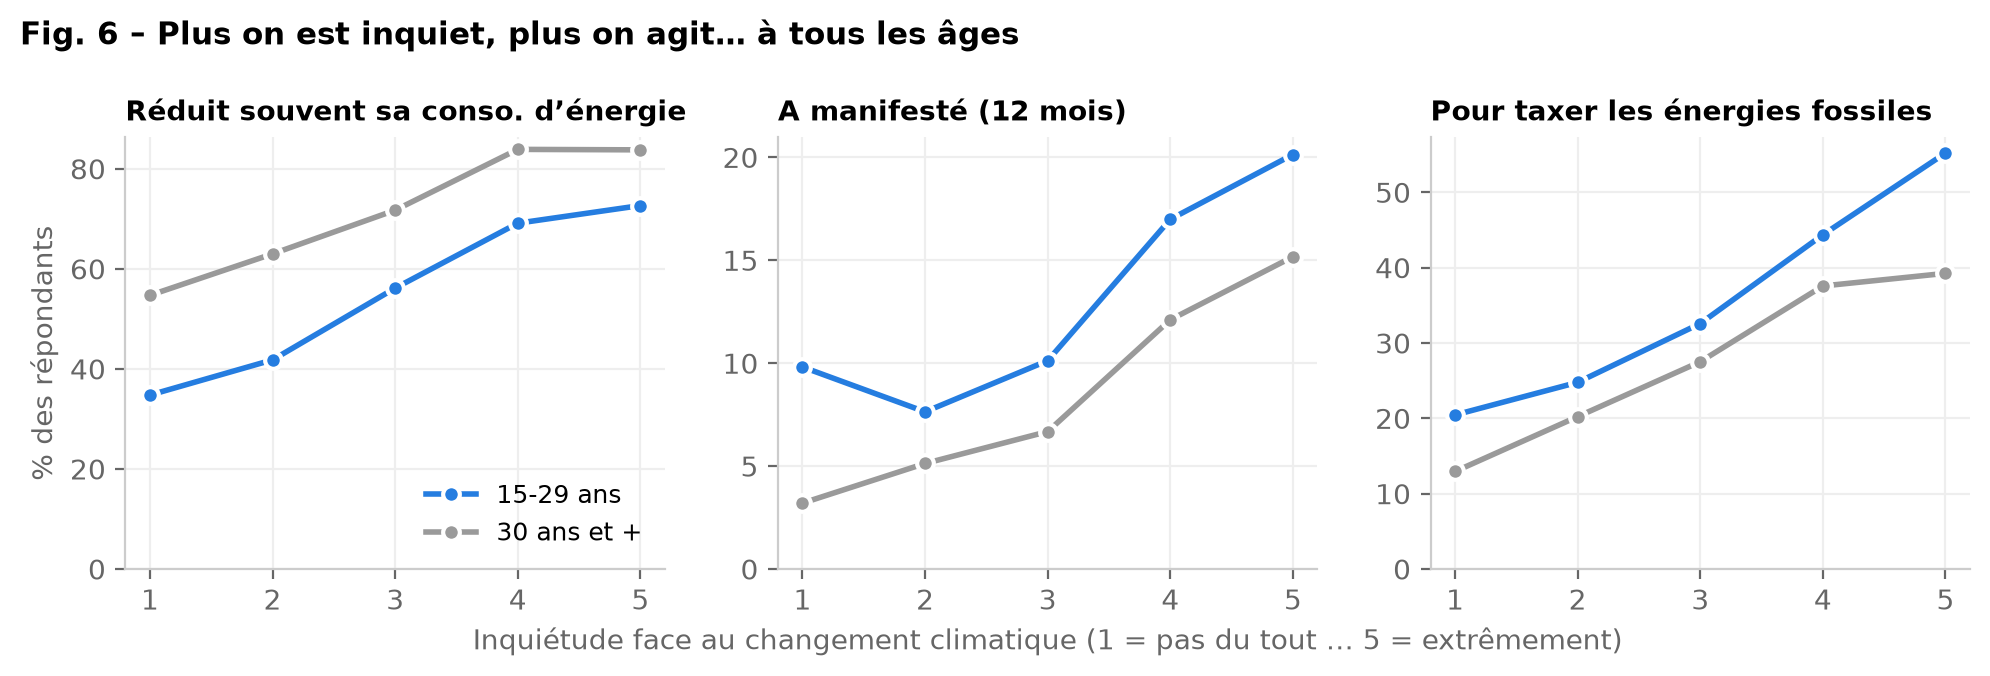 Fig. 6 – Plus on est inquiet, plus on agit… à tous les âges
Réduit souvent sa conso. d’énergie
% des répondants
80
60
40
20
0
1 2 3 4 5
15-29 ans
30 ans et +
A manifesté (12 mois)
20
15
10
5
0
1 2 3 4 5
Pour taxer les énergies fossiles
50
40
30
20
10
0
1 2 3 4 5
Inquiétude face au changement climatique (1 = pas du tout … 5 = extrêmement)